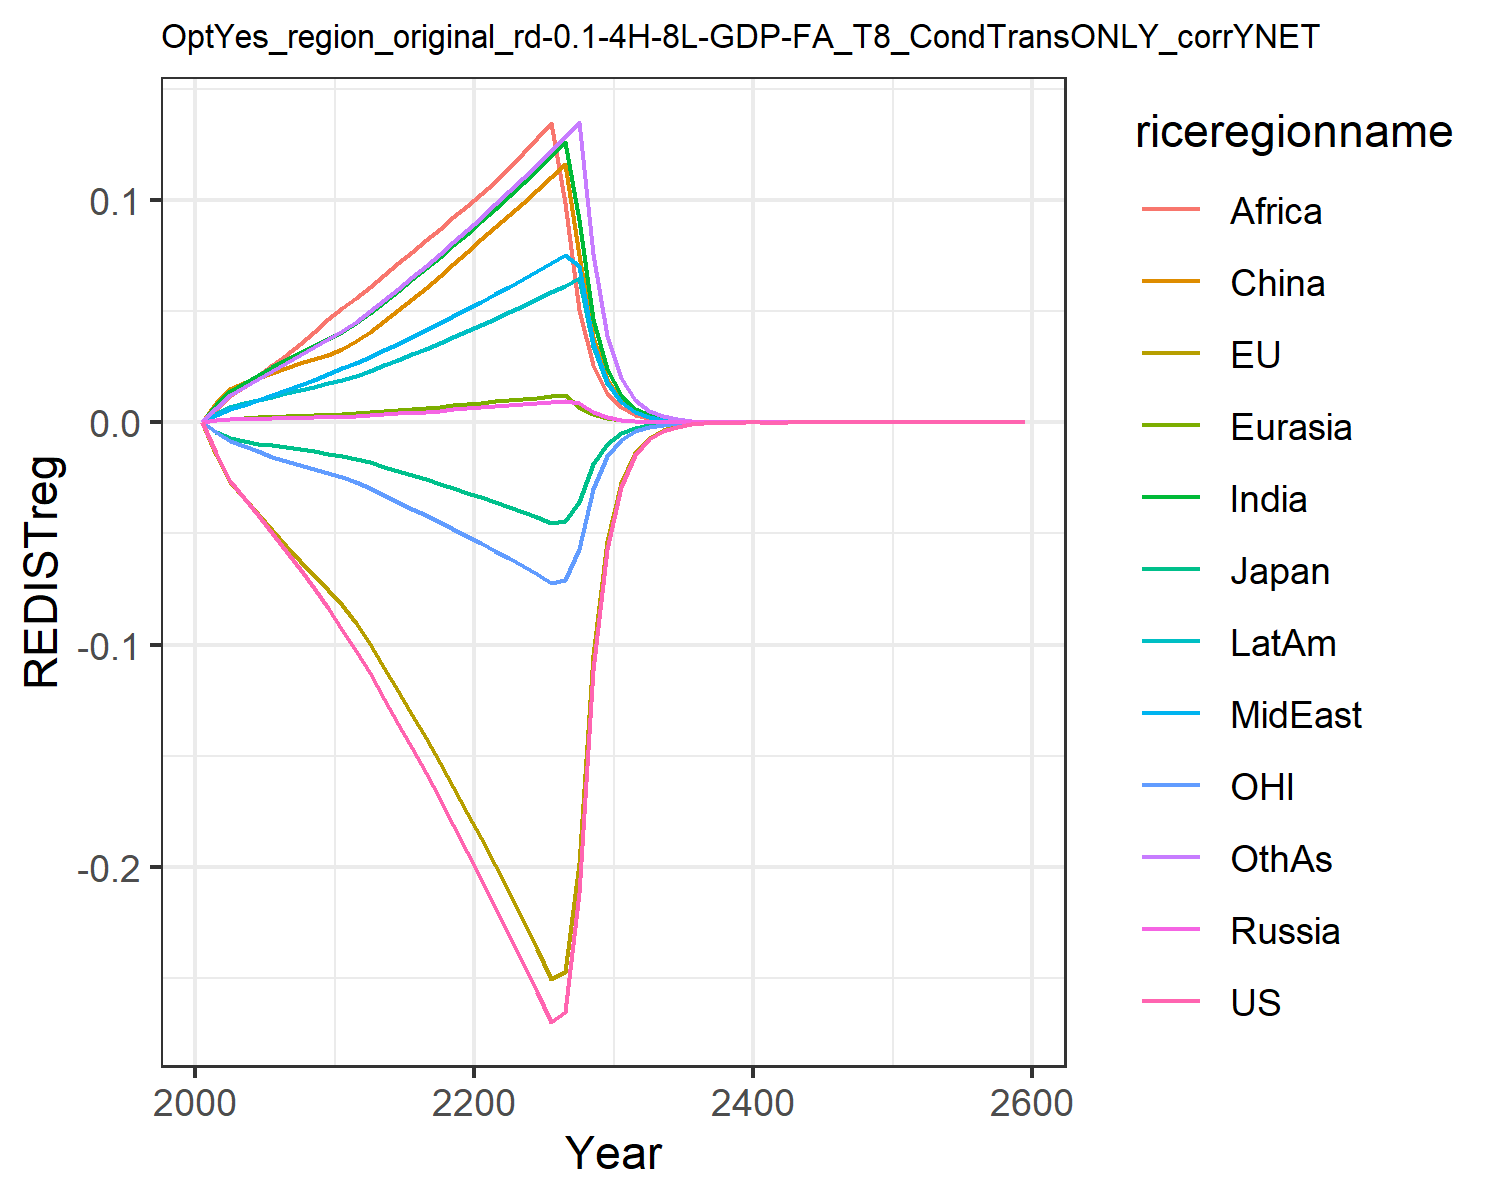 OptYes_region_original_rd-0.1-4H-8L-GDP-FA_T8_CondTransONLY_corrYNET
0.1
0.0
-0.1
-0.2
REDISTreg
2000 2200 2400 2600
Year
riceregionname
Africa
China
EU
Eurasia
India
Japan
LatAm
MidEast
OHI
OthAs
Russia
US